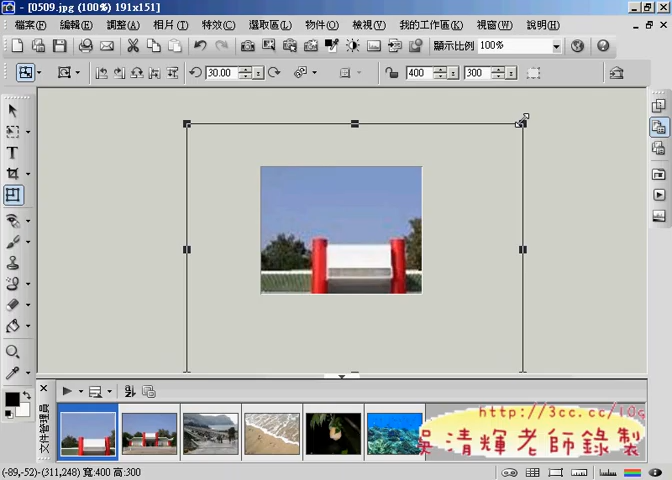 - [0509.jpg (100%) 191x151]
檔案(F) 編輯(E) 調整(A) 相片(I) 特效(C) 選取區(L) 物件(O) 檢視(V) 我的工作區(K) 視窗(W) 說明(H)
顯示比例 100%
30.00 400 300
文件管理員
http://3cc.cc/10g
吳清輝老師錄製
(-89,-52)-(311,248) 寬:400 高:300